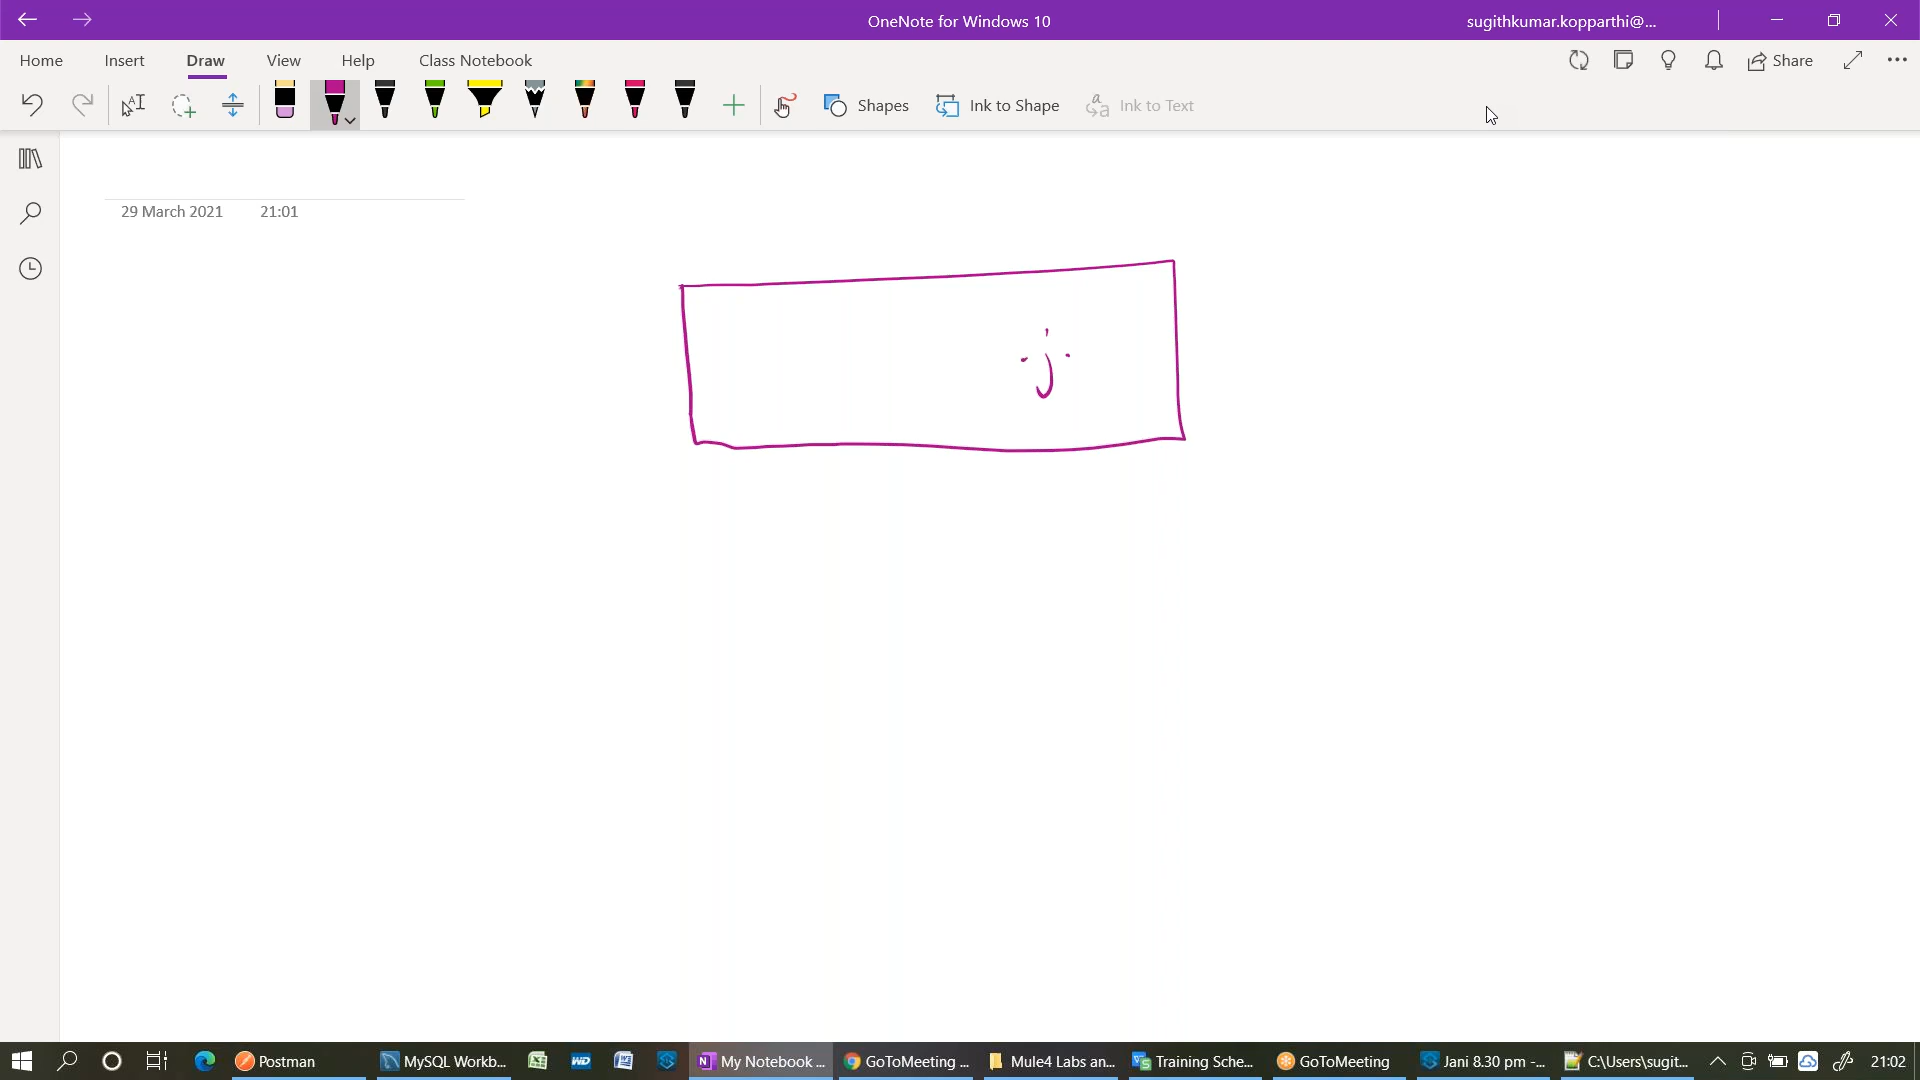 OneNote for Windows 10
sugithkumar.kopparthi@...
Home Insert Draw View Help Class Notebook
Share
Shapes Ink to Shape Ink to Text
29 March 2021 21:01
j
Postman MySQL Workb... My Notebook ... GoToMeeting ... Mule4 Labs an... Training Sche... GoToMeeting Jani 8.30 pm -... C:\Users\sugit... 21:02